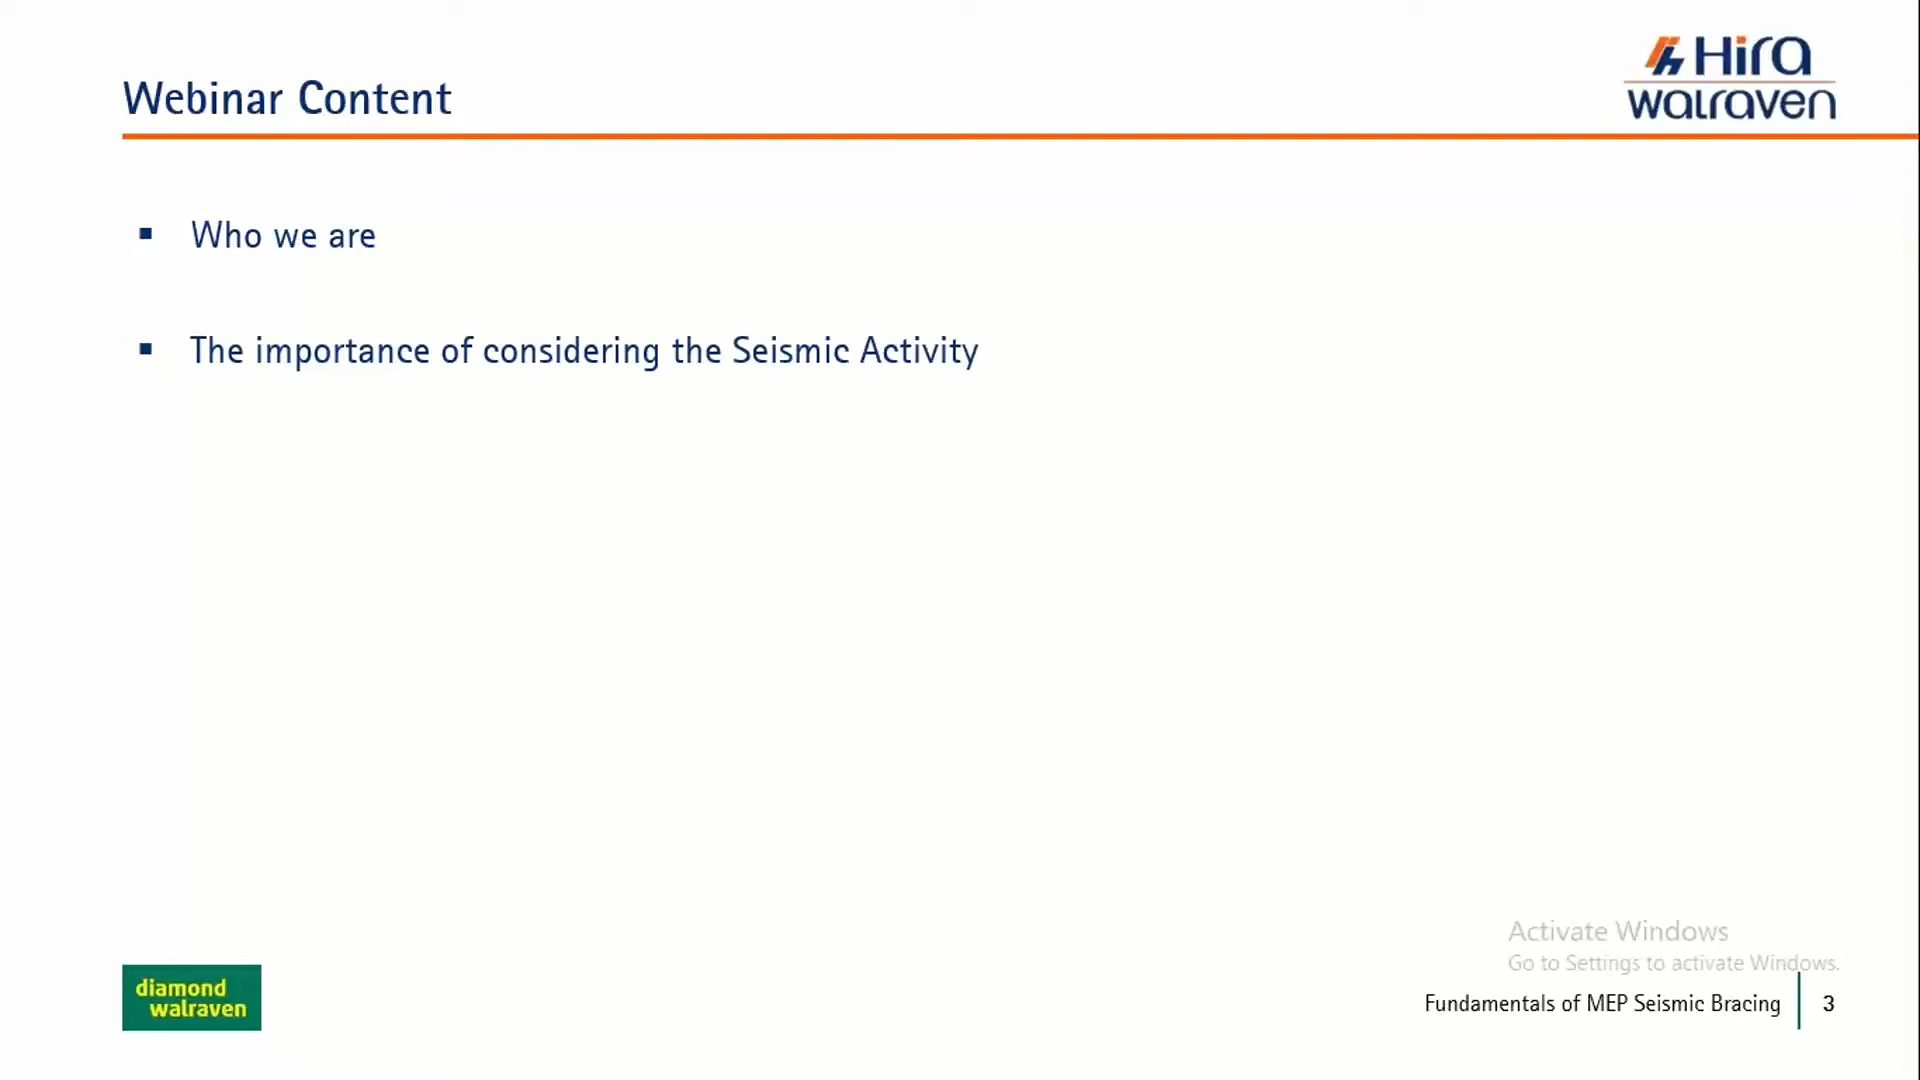 Hira
walraven
Webinar Content
▪ Who we are
▪ The importance of considering the Seismic Activity
Activate Windows
Go to Settings to activate Windows.
diamond
walraven
Fundamentals of MEP Seismic Bracing
3